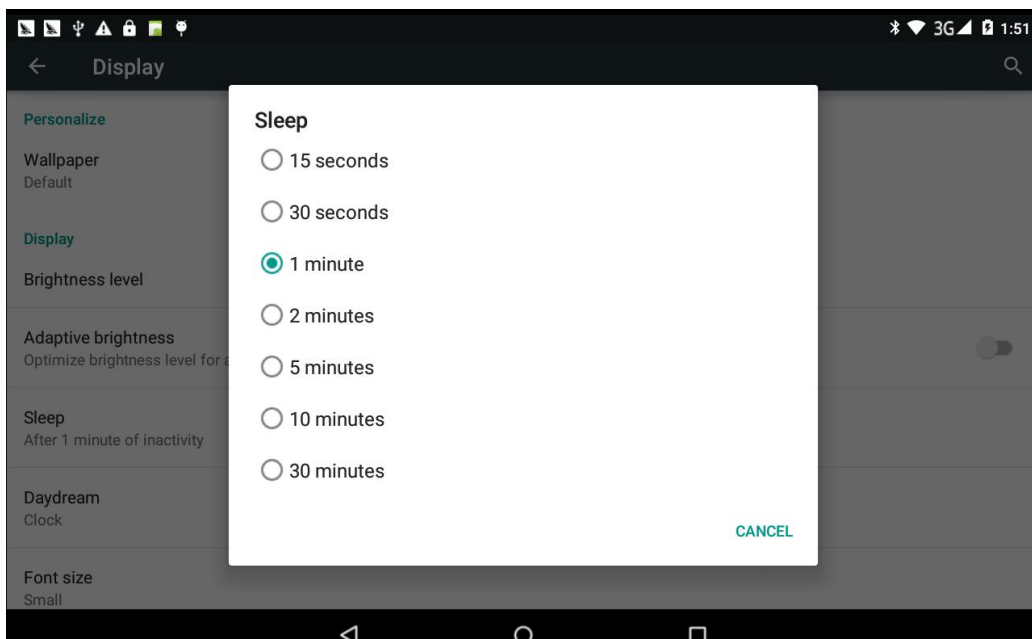 3G 1:51
Display
Personalize
Wallpaper
Default
Display
Brightness level
Adaptive brightness
Optimize brightness level for
Sleep
After 1 minute of inactivity
Daydream
Clock
Font size
Small
Sleep
15 seconds
30 seconds
1 minute
2 minutes
5 minutes
10 minutes
30 minutes
CANCEL